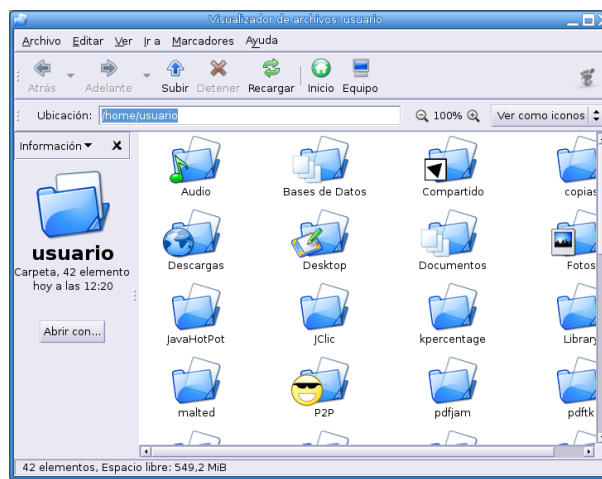 Visualizador de archivos: usuario
Archivo Editar Ver Ir a Marcadores Ayuda
Atrás Adelante Subir Detener Recargar Inicio Equipo
Ubicación: /home/usuario 100% Ver como iconos
Información
Audio Bases de Datos Compartido copias
usuario
Carpeta, 42 elemento
hoy a las 12:20
Abrir con...
Descargas Desktop Documentos Fotos
JavaHotPot JClic kpercentage Library
malted P2P pdfjam pdftk
42 elementos, Espacio libre: 549,2 MiB